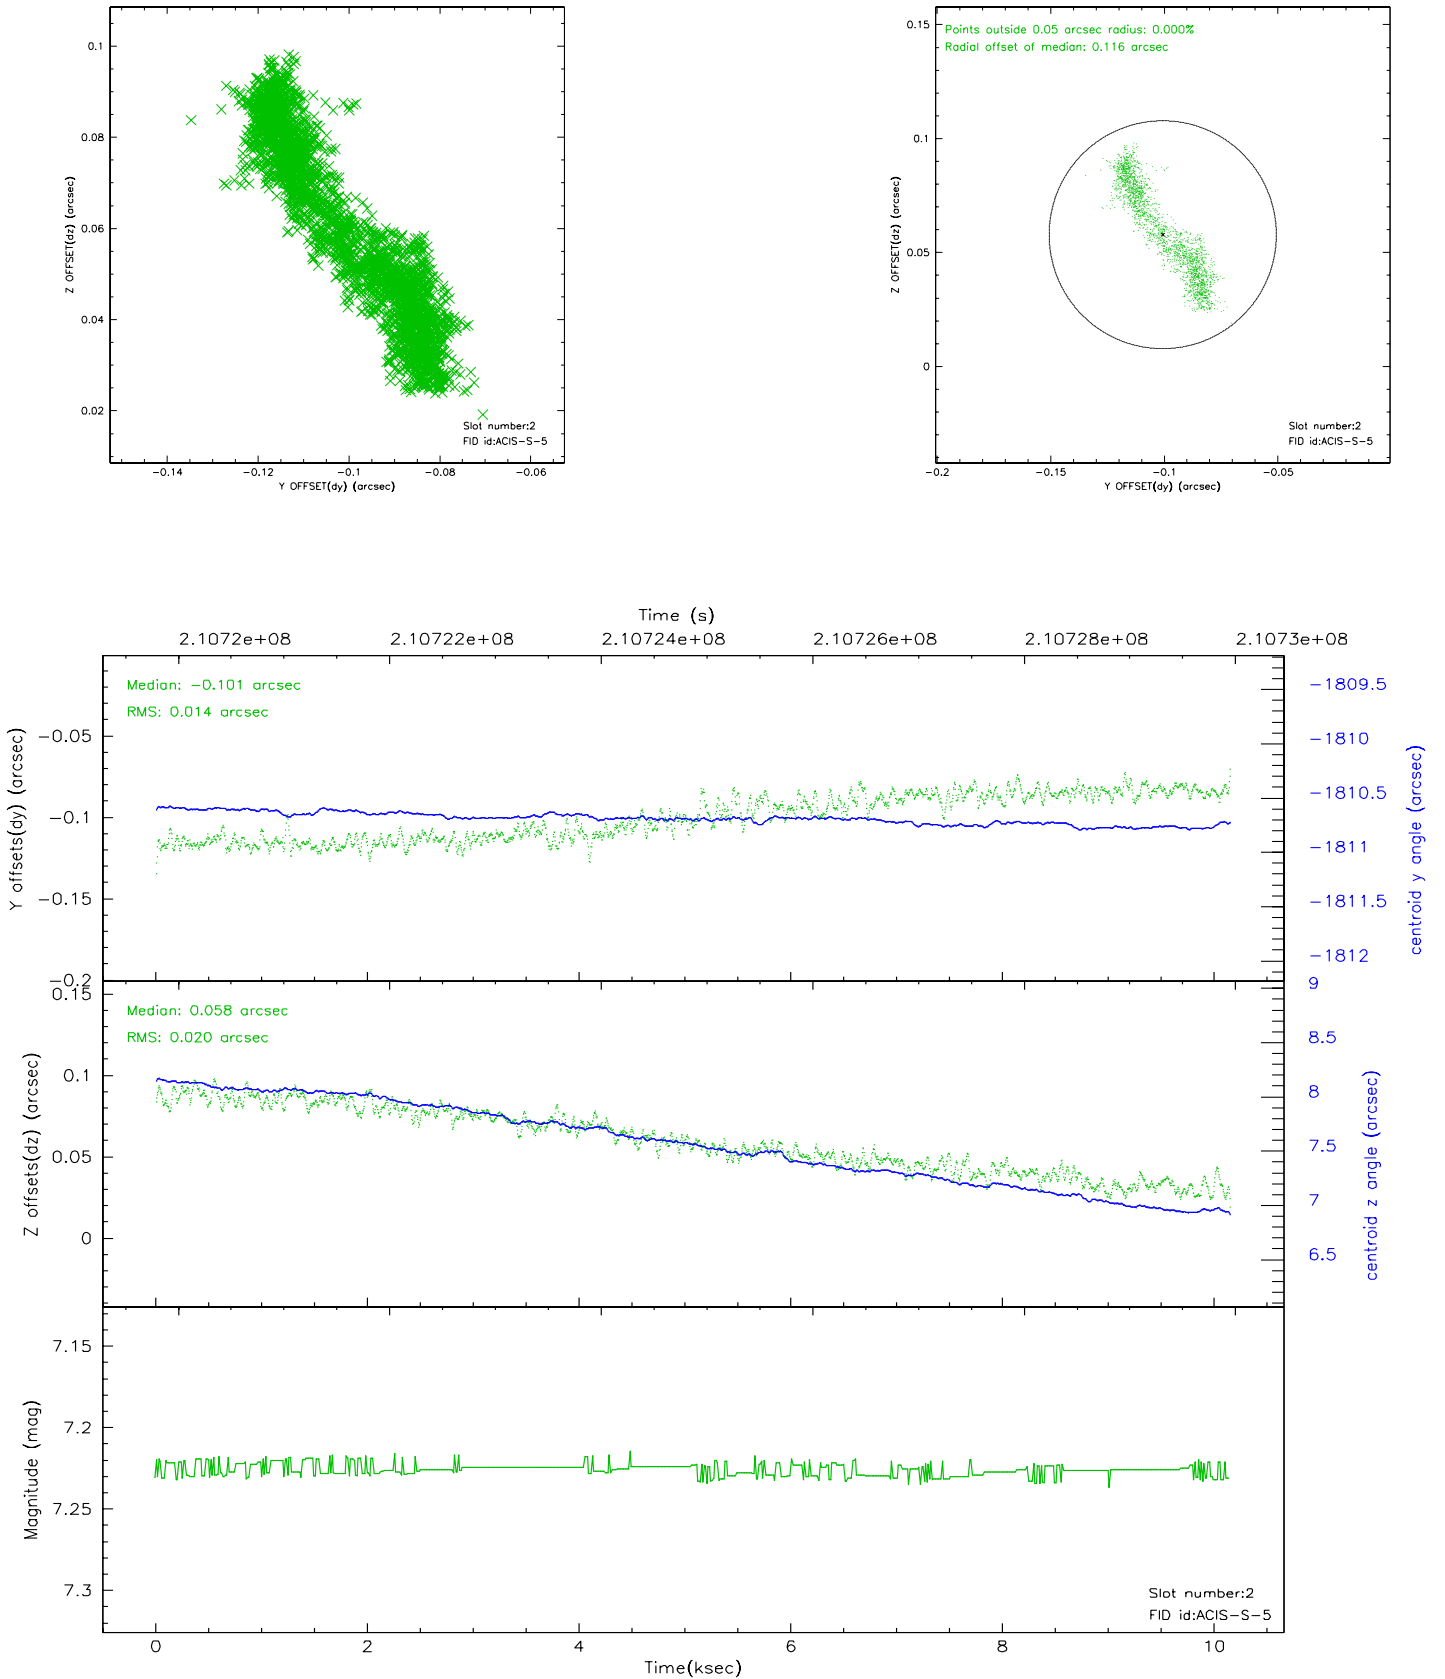 0.1
0.08
0.06
0.04
0.02
Z OFFSET(dz) (arcsec)
Slot number:2
FID id:ACIS-S-5
-0.14 -0.12 -0.1 -0.08 -0.06
Y OFFSET(dy) (arcsec)
Points outside 0.05 arcsec radius: 0.000%
Radial offset of median: 0.116 arcsec
0.15
0.1
0.05
0
Z OFFSET(dz) (arcsec)
Slot number:2
FID id:ACIS-S-5
-0.2 -0.15 -0.1 -0.05
Y OFFSET(dy) (arcsec)
Time (s)
2.1072e+08 2.10722e+08 2.10724e+08 2.10726e+08 2.10728e+08 2.1073e+08
Median: -0.101 arcsec
RMS: 0.014 arcsec
-0.05
-0.1
-0.15
-0.2
Y offsets(dy) (arcsec)
-1809.5
-1810
-1810.5
-1811
-1811.5
-1812
centroid y angle (arcsec)
Median: 0.058 arcsec
RMS: 0.020 arcsec
0.15
0.1
0.05
0
Z offsets(dz) (arcsec)
9
8.5
8
7.5
7
6.5
centroid z angle (arcsec)
7.15
7.2
7.25
7.3
Magnitude (mag)
Slot number:2
FID id:ACIS-S-5
0 2 4 6 8 10
Time(ksec)